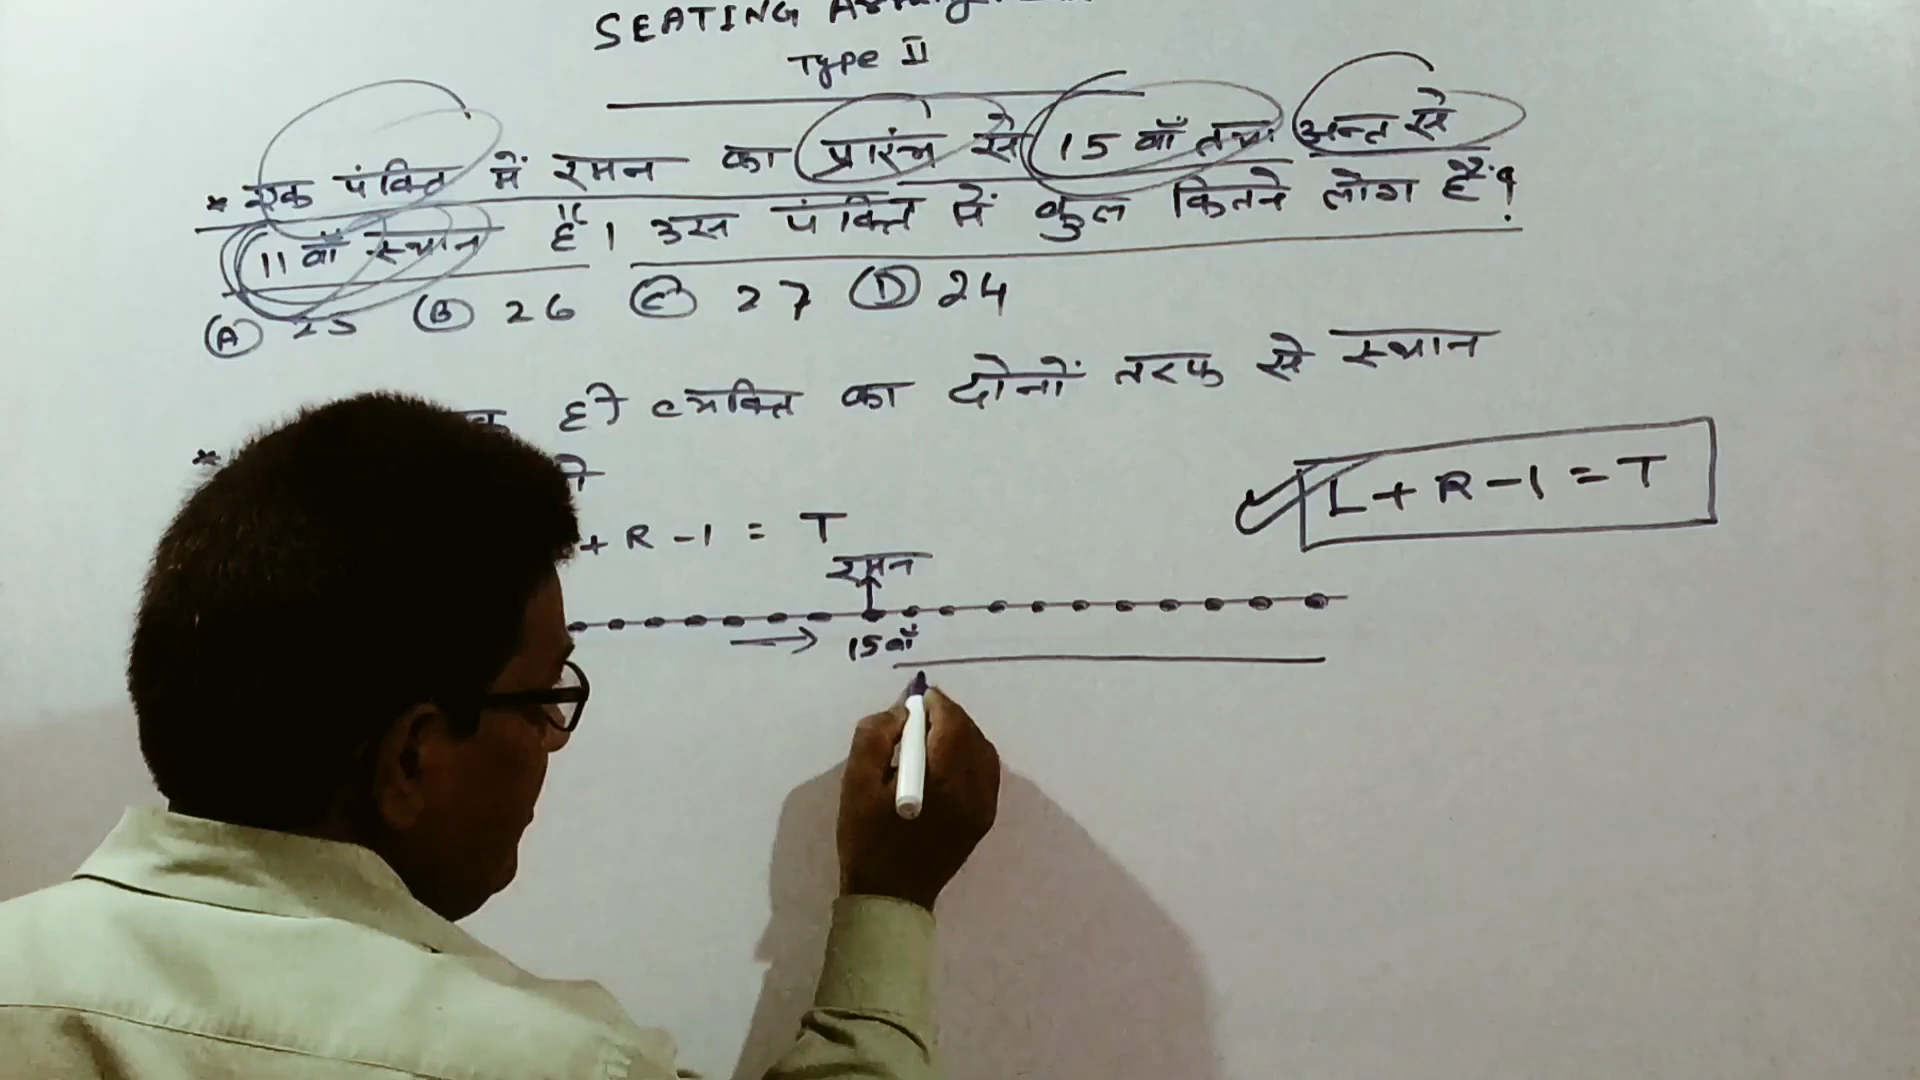 SEATING
Type II
* एक पंक्ति में रमन का प्रारंभ से 15 वाँ तथा अन्त से
11 वाँ स्थान है। उस पंक्ति में कुल कितने लोग हैं?
(A) 25 (B) 26 (C) 27 (D) 24
* ही व्यक्ति का दोनों तरफ से स्थान
+ R - 1 = T
L + R - 1 = T
रमन
15 वाँ